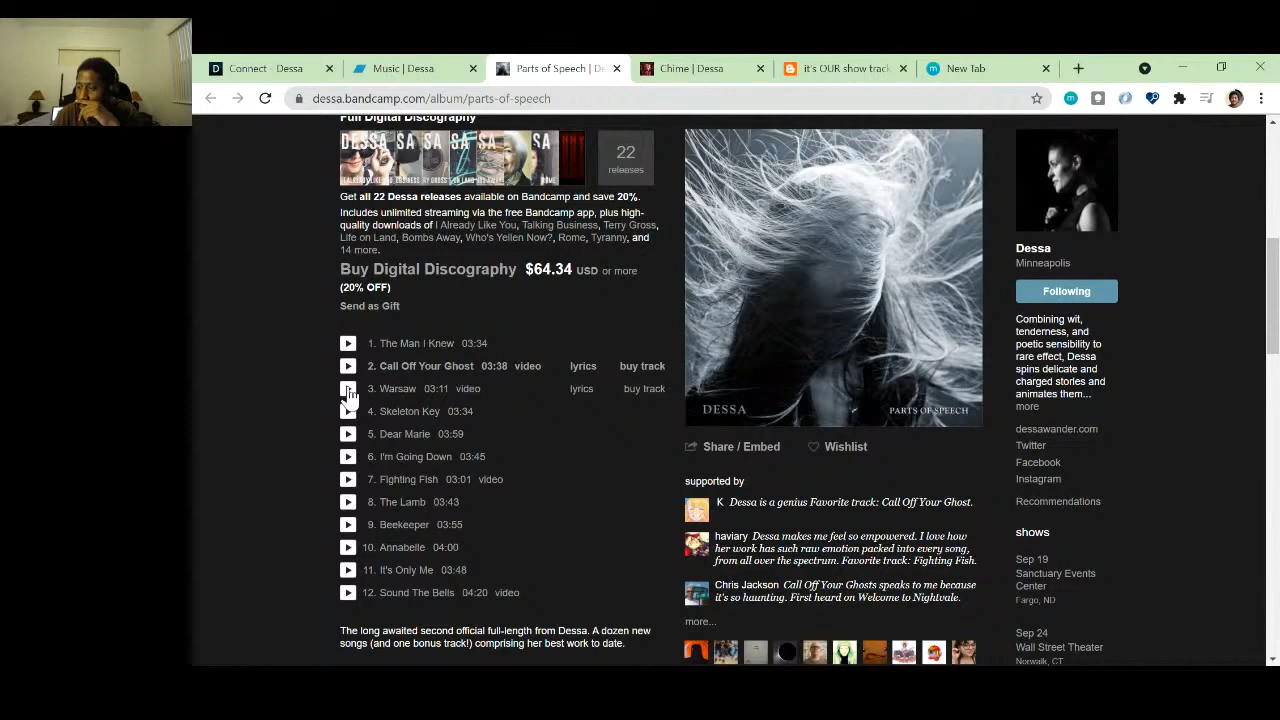 Connect - Dessa
Music | Dessa
Parts of Speech | De
Chime | Dessa
it's OUR show track
New Tab
dessa.bandcamp.com/album/parts-of-speech
Full Digital Discography
22
releases
Get all 22 Dessa releases available on Bandcamp and save 20%.
Includes unlimited streaming via the free Bandcamp app, plus high-
quality downloads of I Already Like You, Talking Business, Terry Gross,
Life on Land, Bombs Away, Who's Yellen Now?, Rome, Tyranny, and
14 more.
Buy Digital Discography $64.34 USD or more
(20% OFF)
Send as Gift
1. The Man I Knew 03:34
2. Call Off Your Ghost 03:38 video lyrics buy track
3. Warsaw 03:11 video lyrics buy track
4. Skeleton Key 03:34
5. Dear Marie 03:59
6. I'm Going Down 03:45
7. Fighting Fish 03:01 video
8. The Lamb 03:43
9. Beekeeper 03:55
10. Annabelle 04:00
11. It's Only Me 03:48
12. Sound The Bells 04:20 video
The long awaited second official full-length from Dessa. A dozen new
songs (and one bonus track!) comprising her best work to date.
DESSA
PARTS OF SPEECH
Share / Embed
Wishlist
supported by
K Dessa is a genius Favorite track: Call Off Your Ghost.
haviary Dessa makes me feel so empowered. I love how
her work has such raw emotion packed into every song,
from all over the spectrum. Favorite track: Fighting Fish.
Chris Jackson Call Off Your Ghosts speaks to me because
it's so haunting. First heard on Welcome to Nightvale.
more...
Dessa
Minneapolis
Following
Combining wit,
tenderness, and
poetic sensibility to
rare effect, Dessa
spins delicate and
charged stories and
animates them...
more
dessawander.com
Twitter
Facebook
Instagram
Recommendations
shows
Sep 19
Sanctuary Events
Center
Fargo, ND
Sep 24
Wall Street Theater
Norwalk, CT